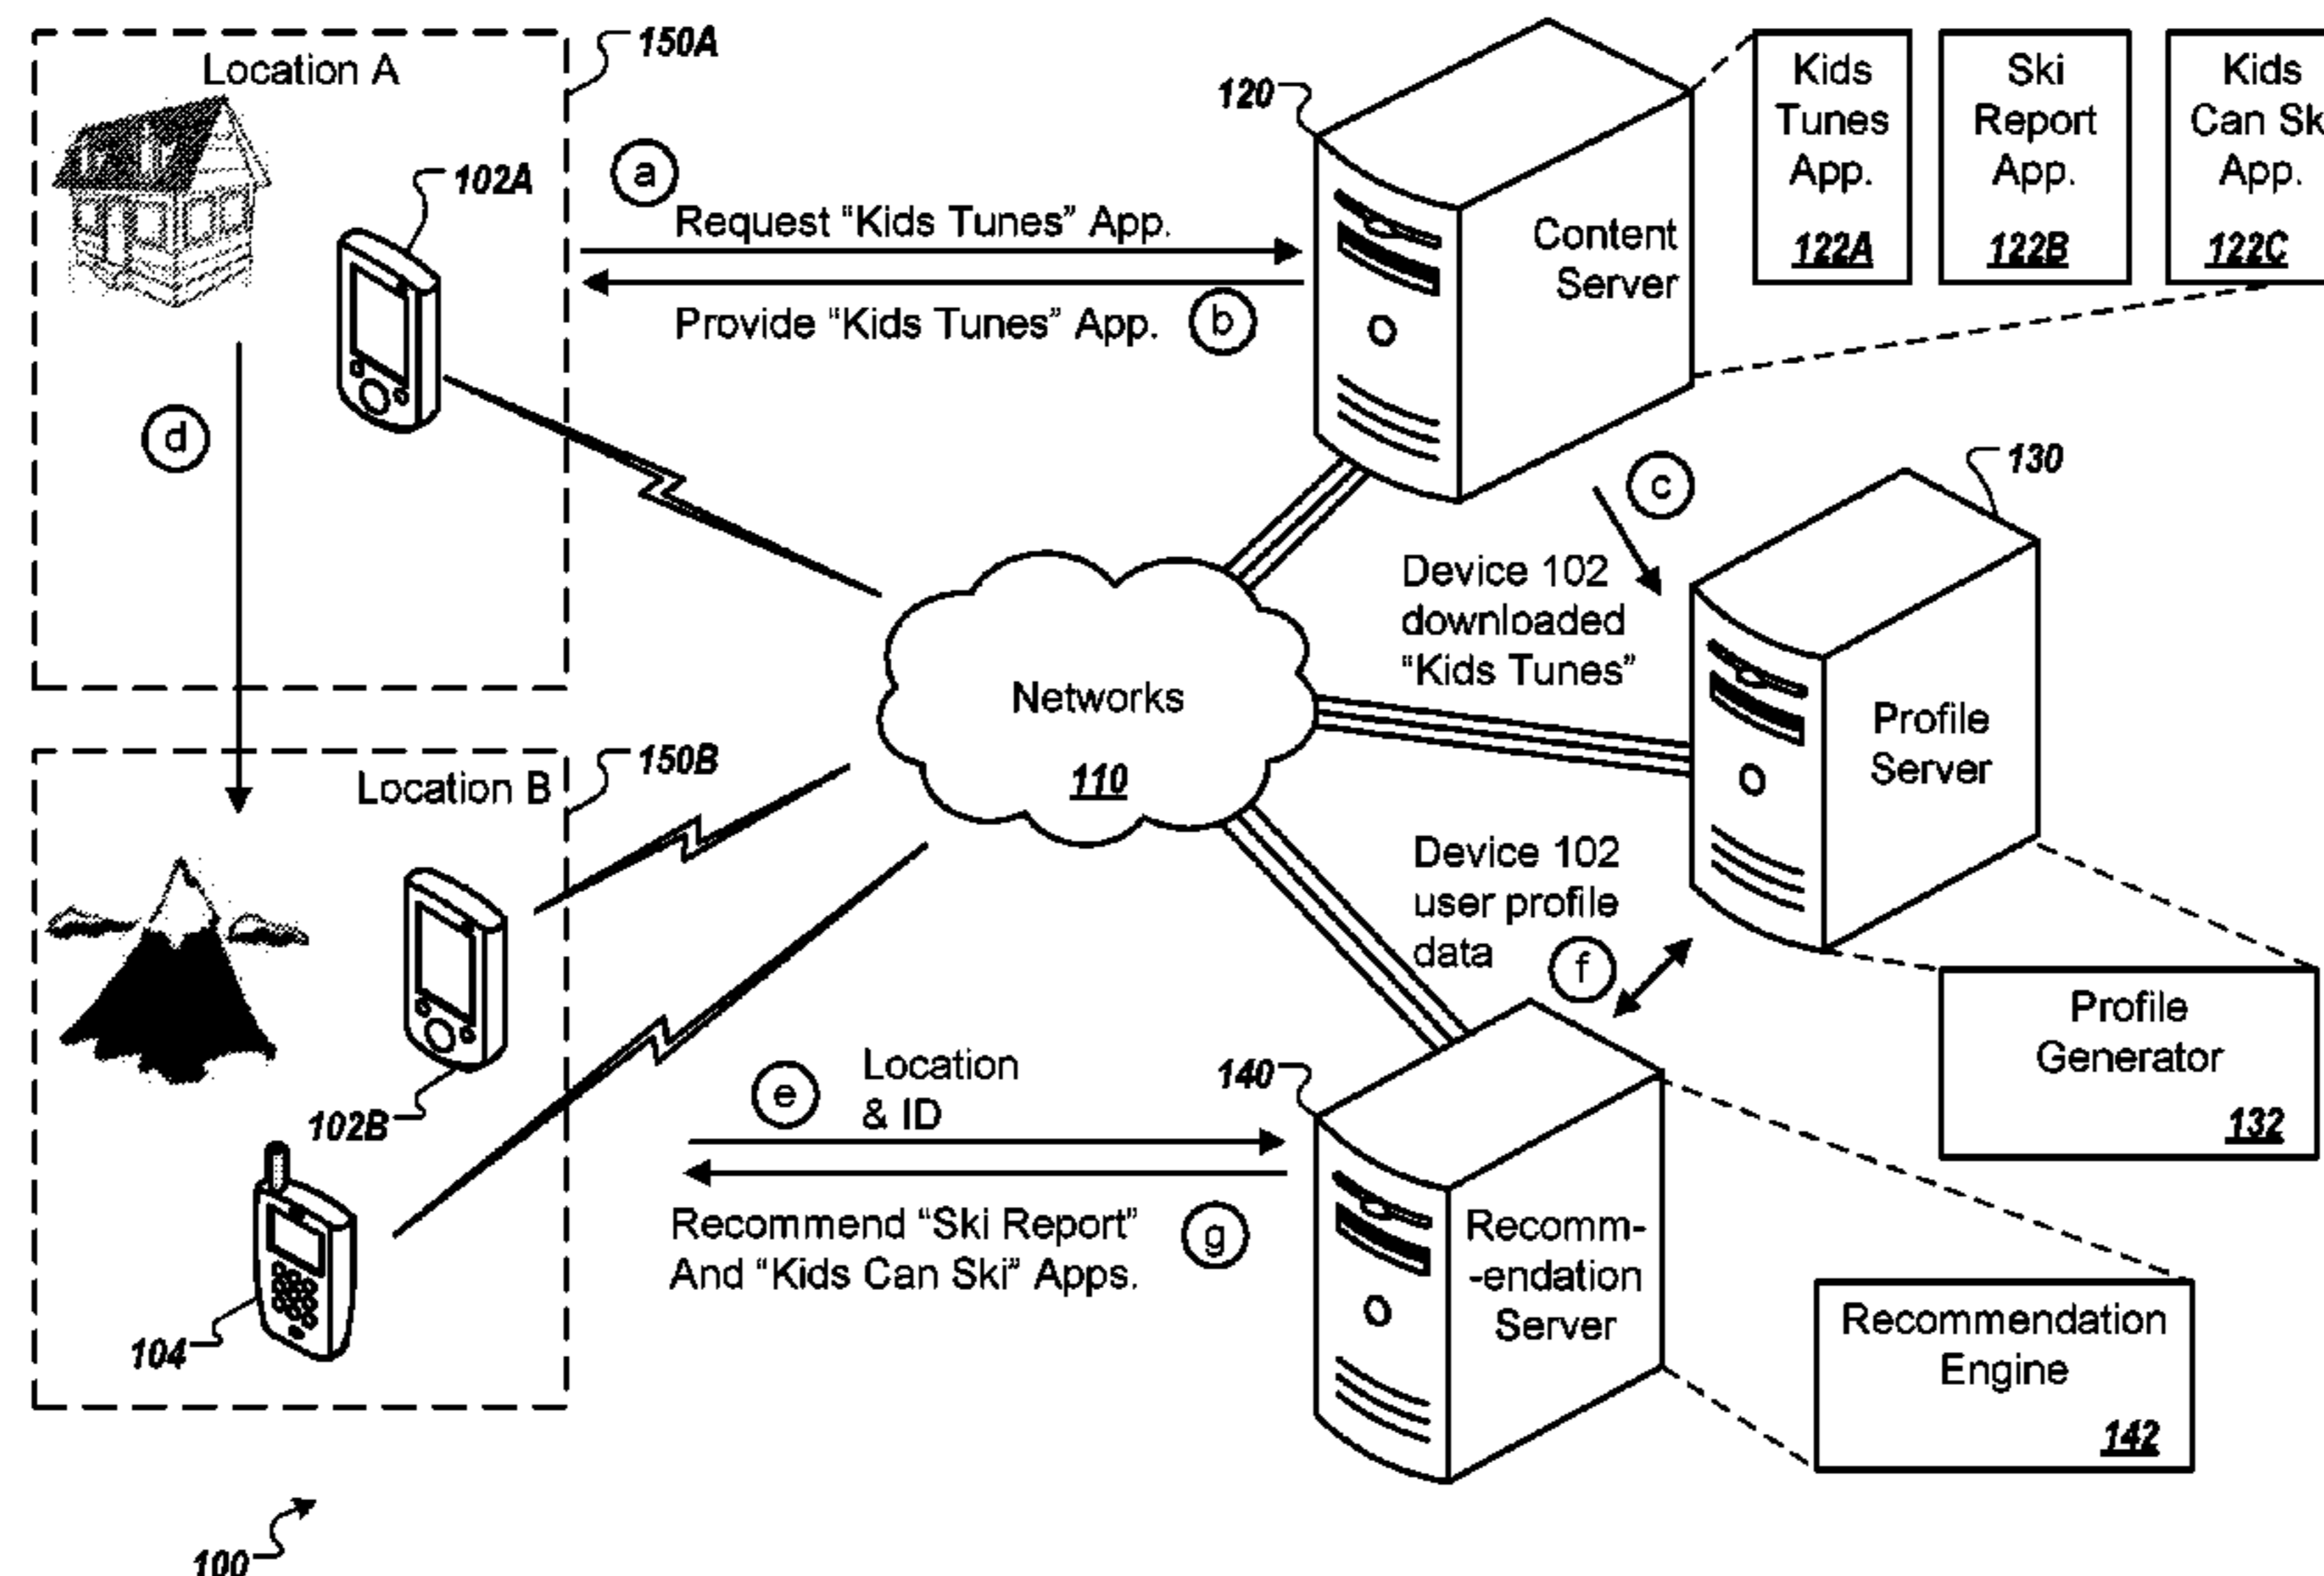 Location A
150A
102A
a
Request “Kids Tunes” App.
Provide “Kids Tunes” App.
b
120
Content
Server
Kids
Tunes
App.
122A
Ski
Report
App.
122B
Kids
Can Sk
App.
122C
d
c
130
Device 102
downloaded
“Kids Tunes”
Networks
110
Profile
Server
Location B
150B
102B
104
Device 102
user profile
data
f
Profile
Generator
132
e
Location
& ID
140
Recommend “Ski Report”
And “Kids Can Ski” Apps.
g
Recomm-
-endation
Server
Recommendation
Engine
142
100